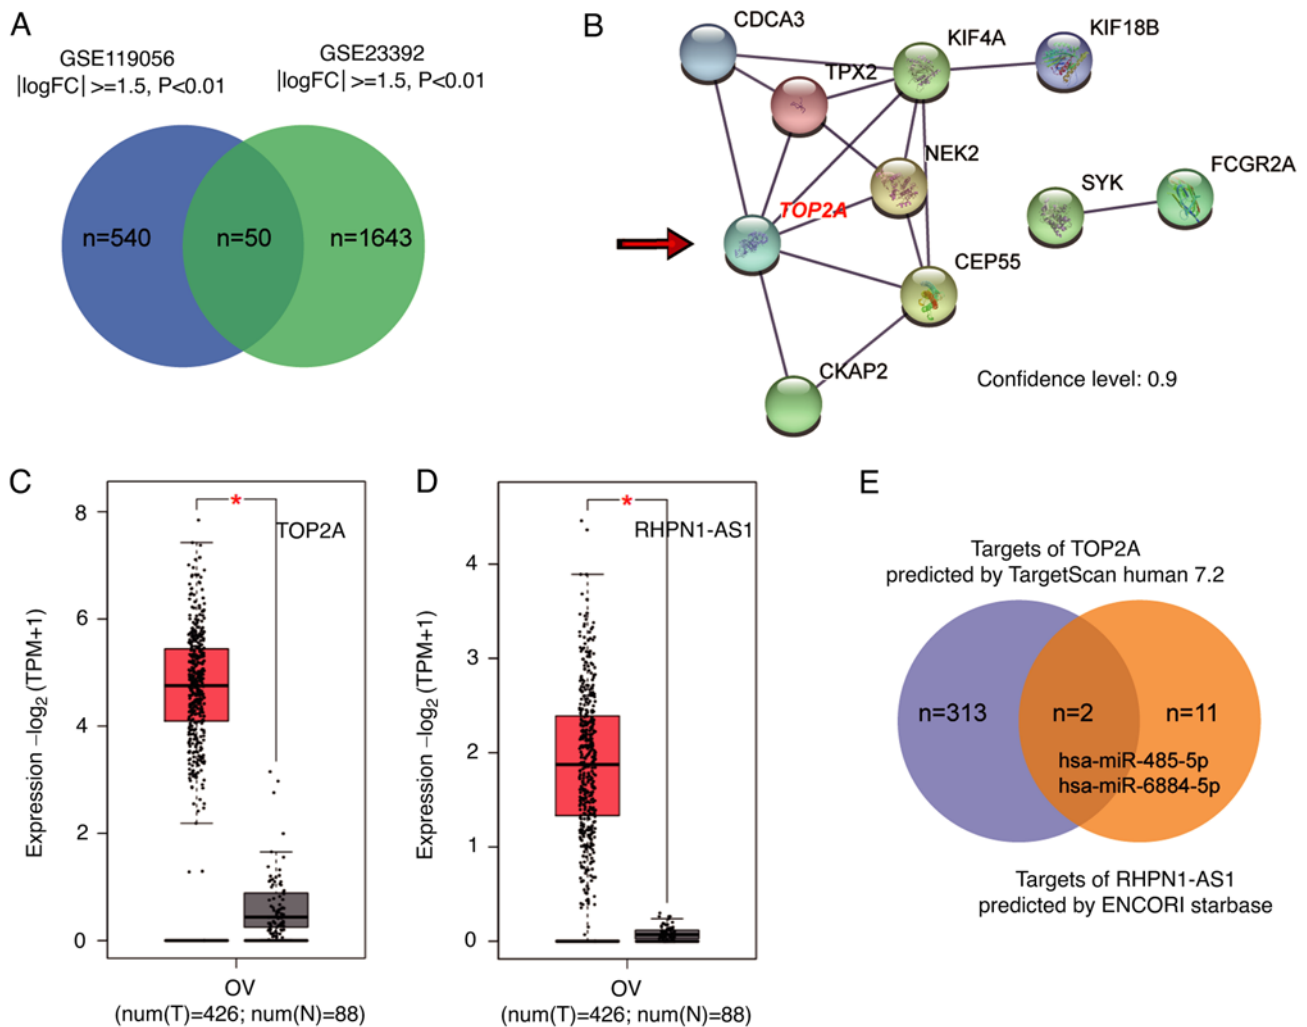 A
GSE119056
|logFC| >=1.5, P<0.01
GSE23392
|logFC| >=1.5, P<0.01
n=540
n=50
n=1643
B
CDCA3
KIF4A
KIF18B
TPX2
NEK2
TOP2A
SYK
FCGR2A
CEP55
CKAP2
Confidence level: 0.9
C
Expression –log2 (TPM+1)
8
6
4
2
0
*
TOP2A
OV
(num(T)=426; num(N)=88)
D
Expression –log2 (TPM+1)
4
3
2
1
0
*
RHPN1-AS1
OV
(num(T)=426; num(N)=88)
E
Targets of TOP2A
predicted by TargetScan human 7.2
n=313
n=2
n=11
hsa-miR-485-5p
hsa-miR-6884-5p
Targets of RHPN1-AS1
predicted by ENCORI starbase